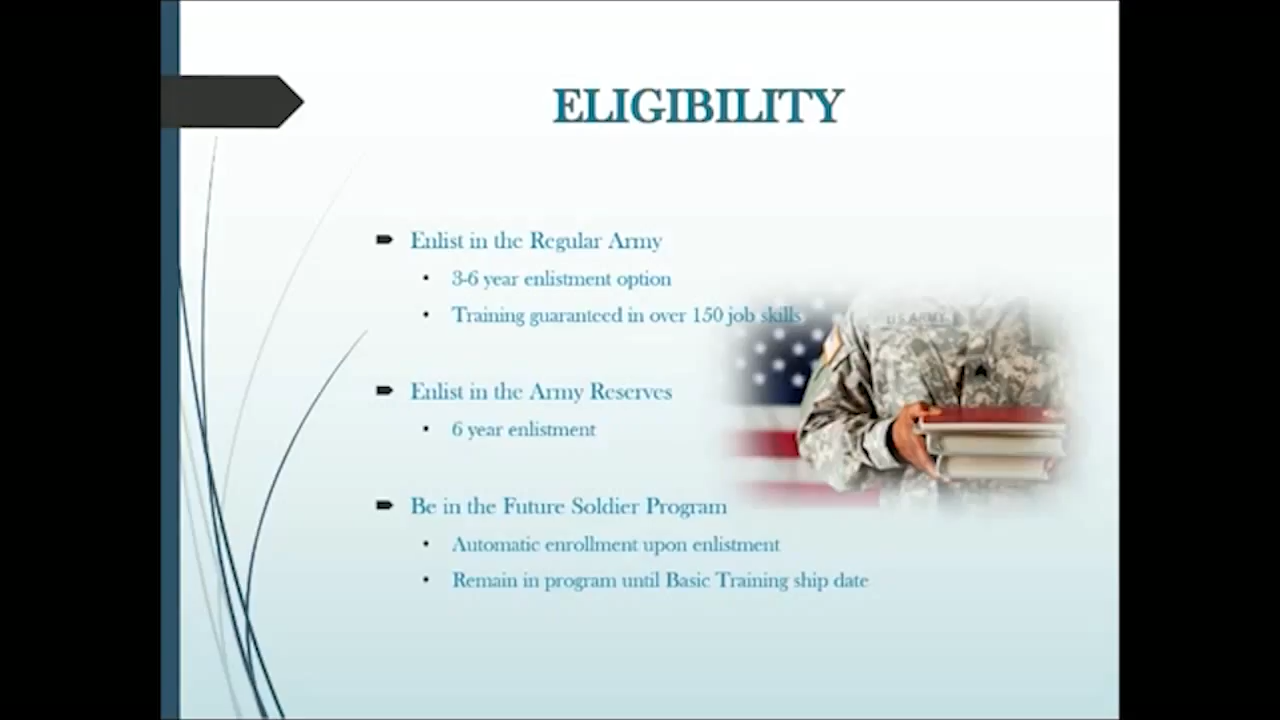 ELIGIBILITY
Enlist in the Regular Army
3-6 year enlistment option
Training guaranteed in over 150 job skills
Enlist in the Army Reserves
6 year enlistment
Be in the Future Soldier Program
Automatic enrollment upon enlistment
Remain in program until Basic Training ship date
U.S. ARMY